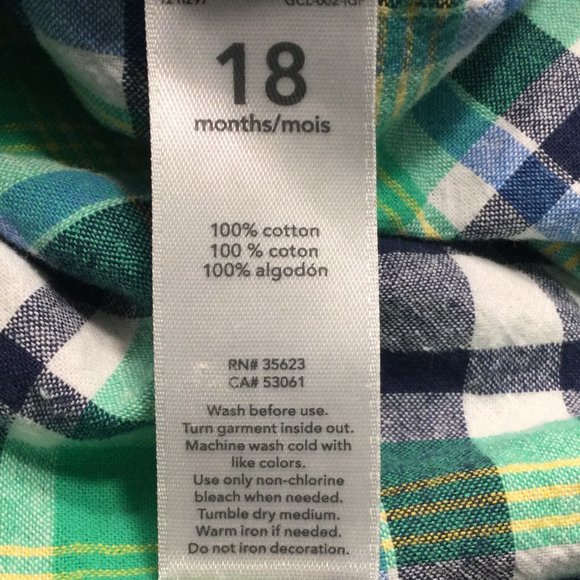 18
months/mois
100% cotton
100 % coton
100% algodón
RN# 35623
CA# 53061
Wash before use.
Turn garment inside out.
Machine wash cold with
like colors.
Use only non-chlorine
bleach when needed.
Tumble dry medium.
Warm iron if needed.
Do not iron decoration.